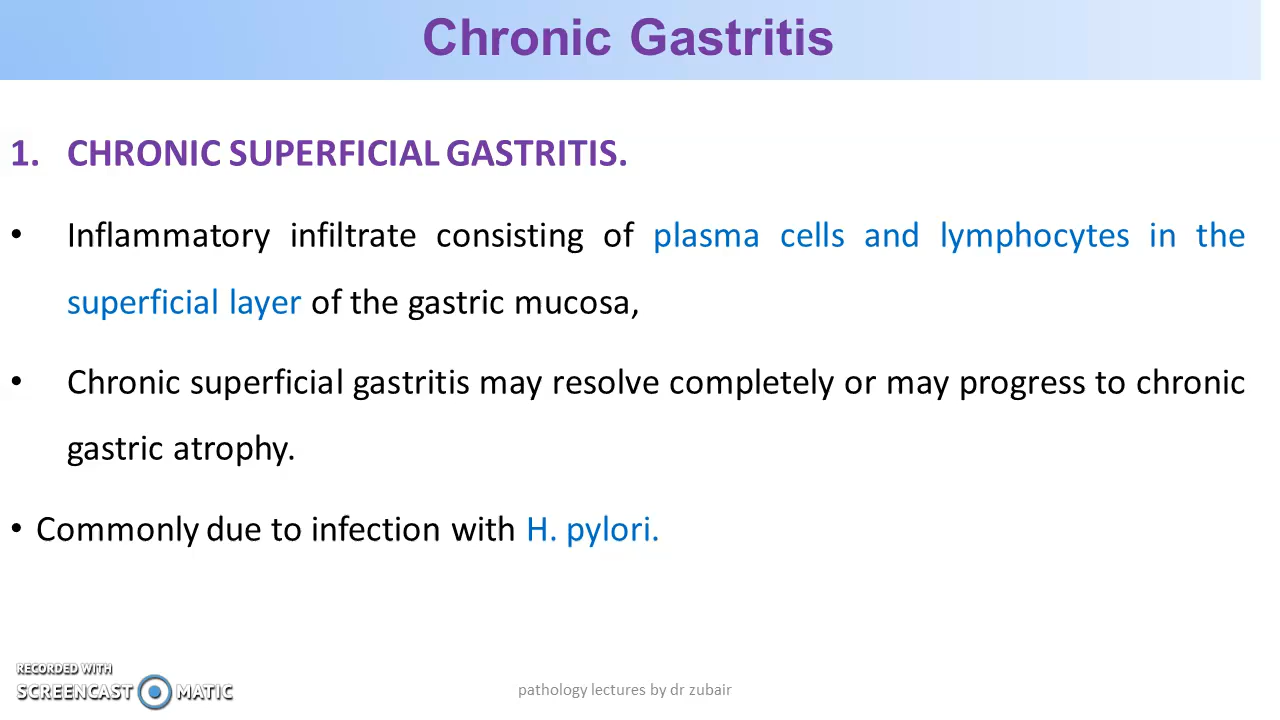 Chronic Gastritis
1. CHRONIC SUPERFICIAL GASTRITIS.
• Inflammatory infiltrate consisting of plasma cells and lymphocytes in the
superficial layer of the gastric mucosa,
• Chronic superficial gastritis may resolve completely or may progress to chronic
gastric atrophy.
• Commonly due to infection with H. pylori.
RECORDED WITH
SCREENCAST MATIC
pathology lectures by dr zubair